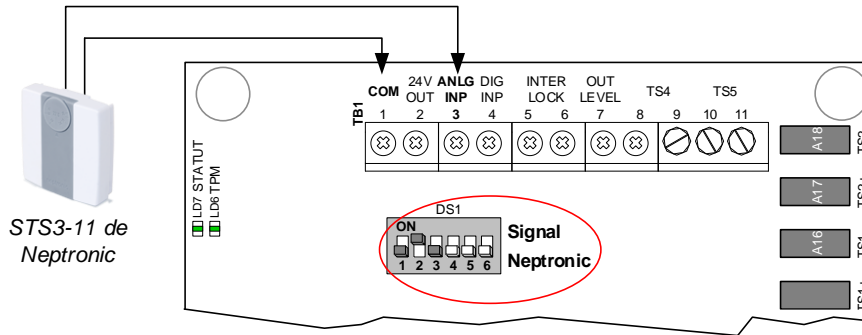 24V ANLG DIG INTER OUT
COM OUT INP INP LOCK LEVEL TS4 TS5
TB1
1 2 3 4 5 6 7 8 9 10 11
LD7 STATUT
LD6 TPM
STS3-11 de
Neptronic
DS1
ON
1 2 3 4 5 6
Signal
Neptronic
A18
A17
A16